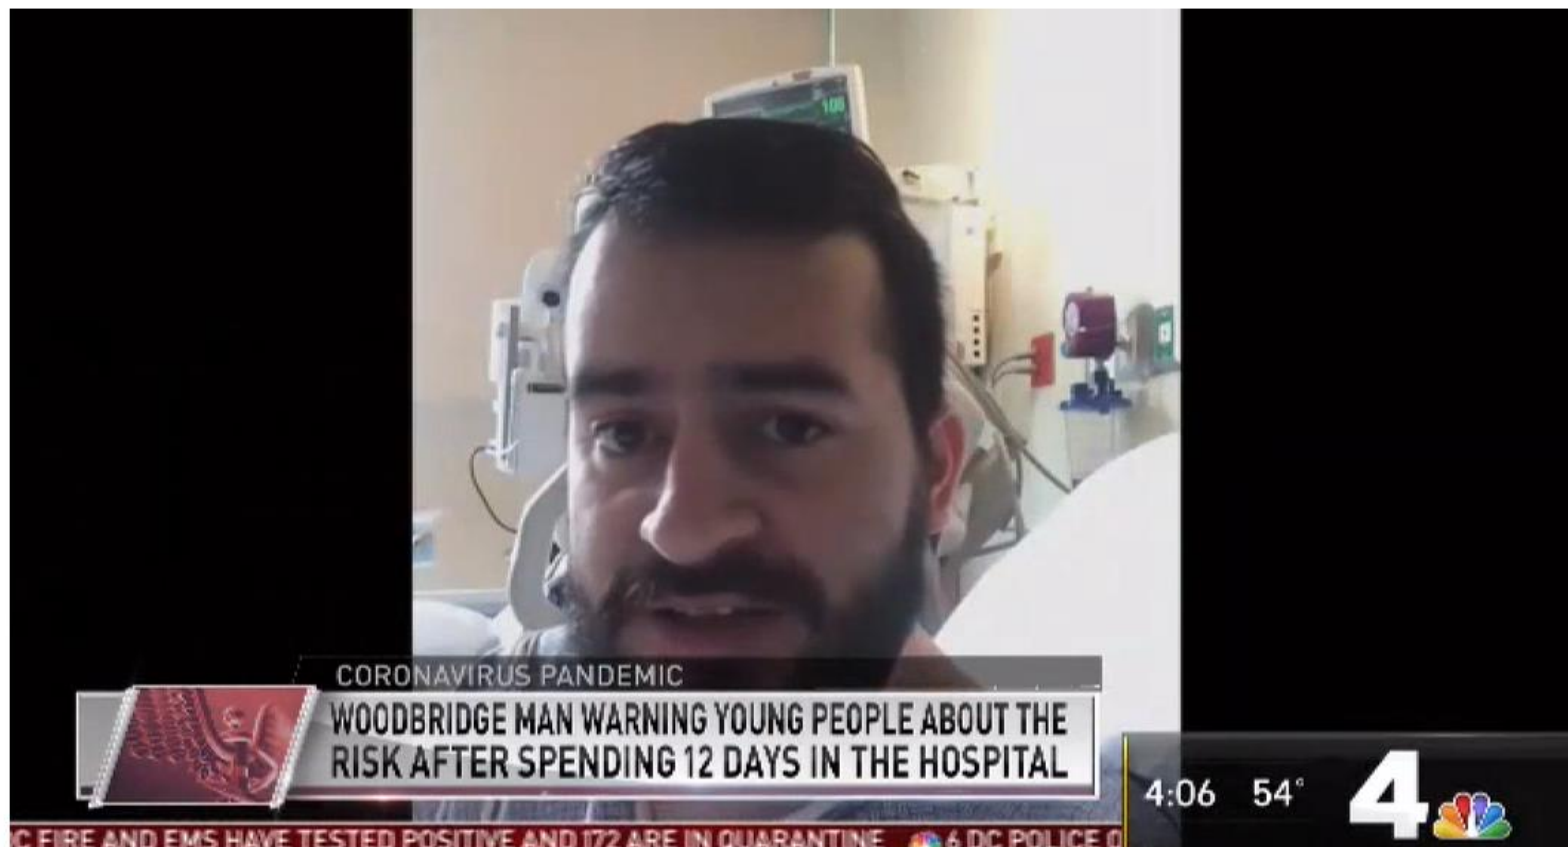 108
CORONAVIRUS PANDEMIC
WOODBRIDGE MAN WARNING YOUNG PEOPLE ABOUT THE
RISK AFTER SPENDING 12 DAYS IN THE HOSPITAL
4:06 54° 4
C FIRE AND EMS HAVE TESTED POSITIVE AND 172 ARE IN QUARANTINE 6 DC POLICE O